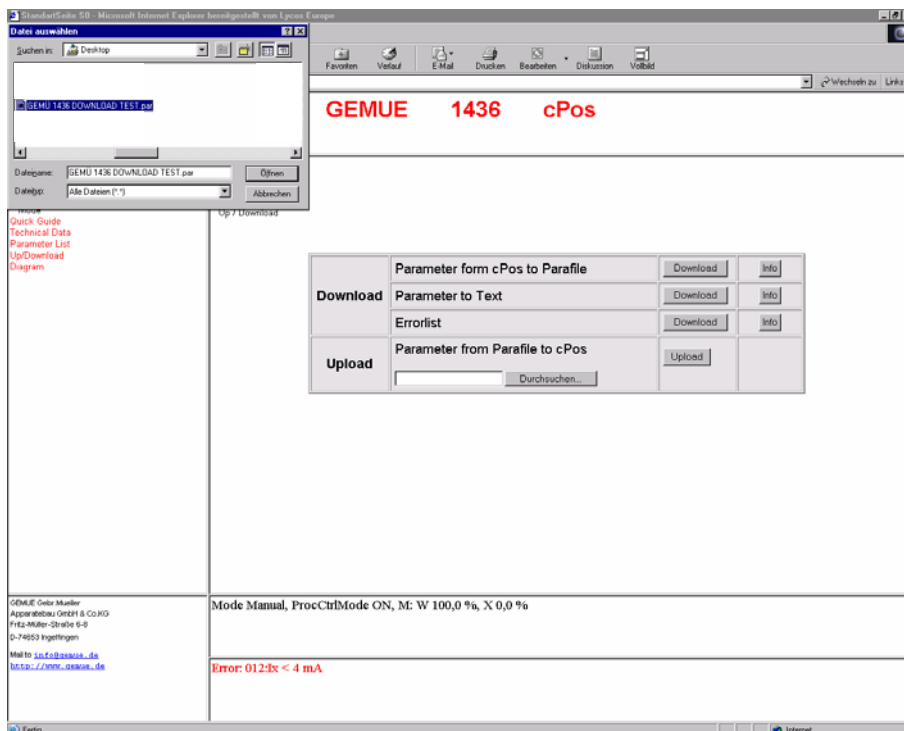 StandartSeite S0 - Microsoft Internet Explorer bereitgestellt von Lycos Europe
Datei auswählen
Suchen in:
Desktop
GEMÜ 1436 DOWNLOAD TEST.par
Dateiname:
GEMÜ 1436 DOWNLOAD TEST.par
Öffnen
Dateityp:
Alle Dateien (*.*)
Abbrechen
Favoriten
Verlauf
E-Mail
Drucken
Bearbeiten
Diskussion
Vollbild
Wechseln zu
Links
GEMUE 1436 cPos
Mode
Quick Guide
Technical Data
Parameter List
Up/Download
Diagram
Up / Download
Download
Parameter form cPos to Parafile
Download
Info
Parameter to Text
Download
Info
Errorlist
Download
Info
Upload
Parameter from Parafile to cPos
Durchsuchen...
Upload
GEMUE Gebr.Mueller
Apparatebau GmbH & Co.KG
Fritz-Müller-Straße 6-8
D-74653 Ingelfingen
Mail to info@gemue.de
http://www.gemue.de
Mode Manual, ProcCtrlMode ON, M: W 100,0 %, X 0,0 %
Error: 012:Ix < 4 mA
Fertig
Internet